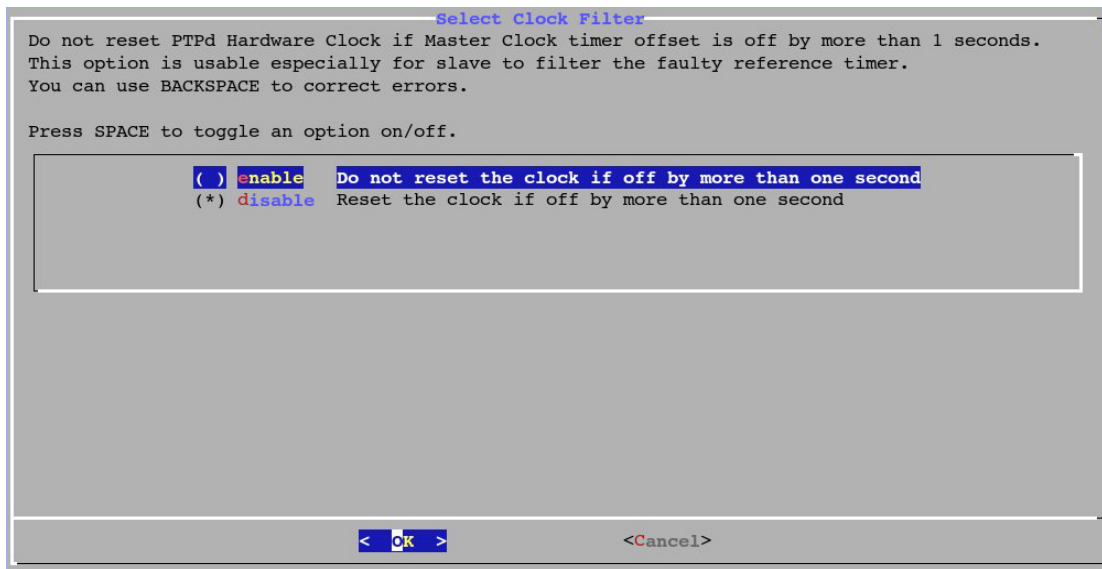 Select Clock Filter
Do not reset PTPd Hardware Clock if Master Clock timer offset is off by more than 1 seconds.
This option is usable especially for slave to filter the faulty reference timer.
You can use BACKSPACE to correct errors.
Press SPACE to toggle an option on/off.
( ) enable Do not reset the clock if off by more than one second
(*) disable Reset the clock if off by more than one second
< OK > <Cancel>